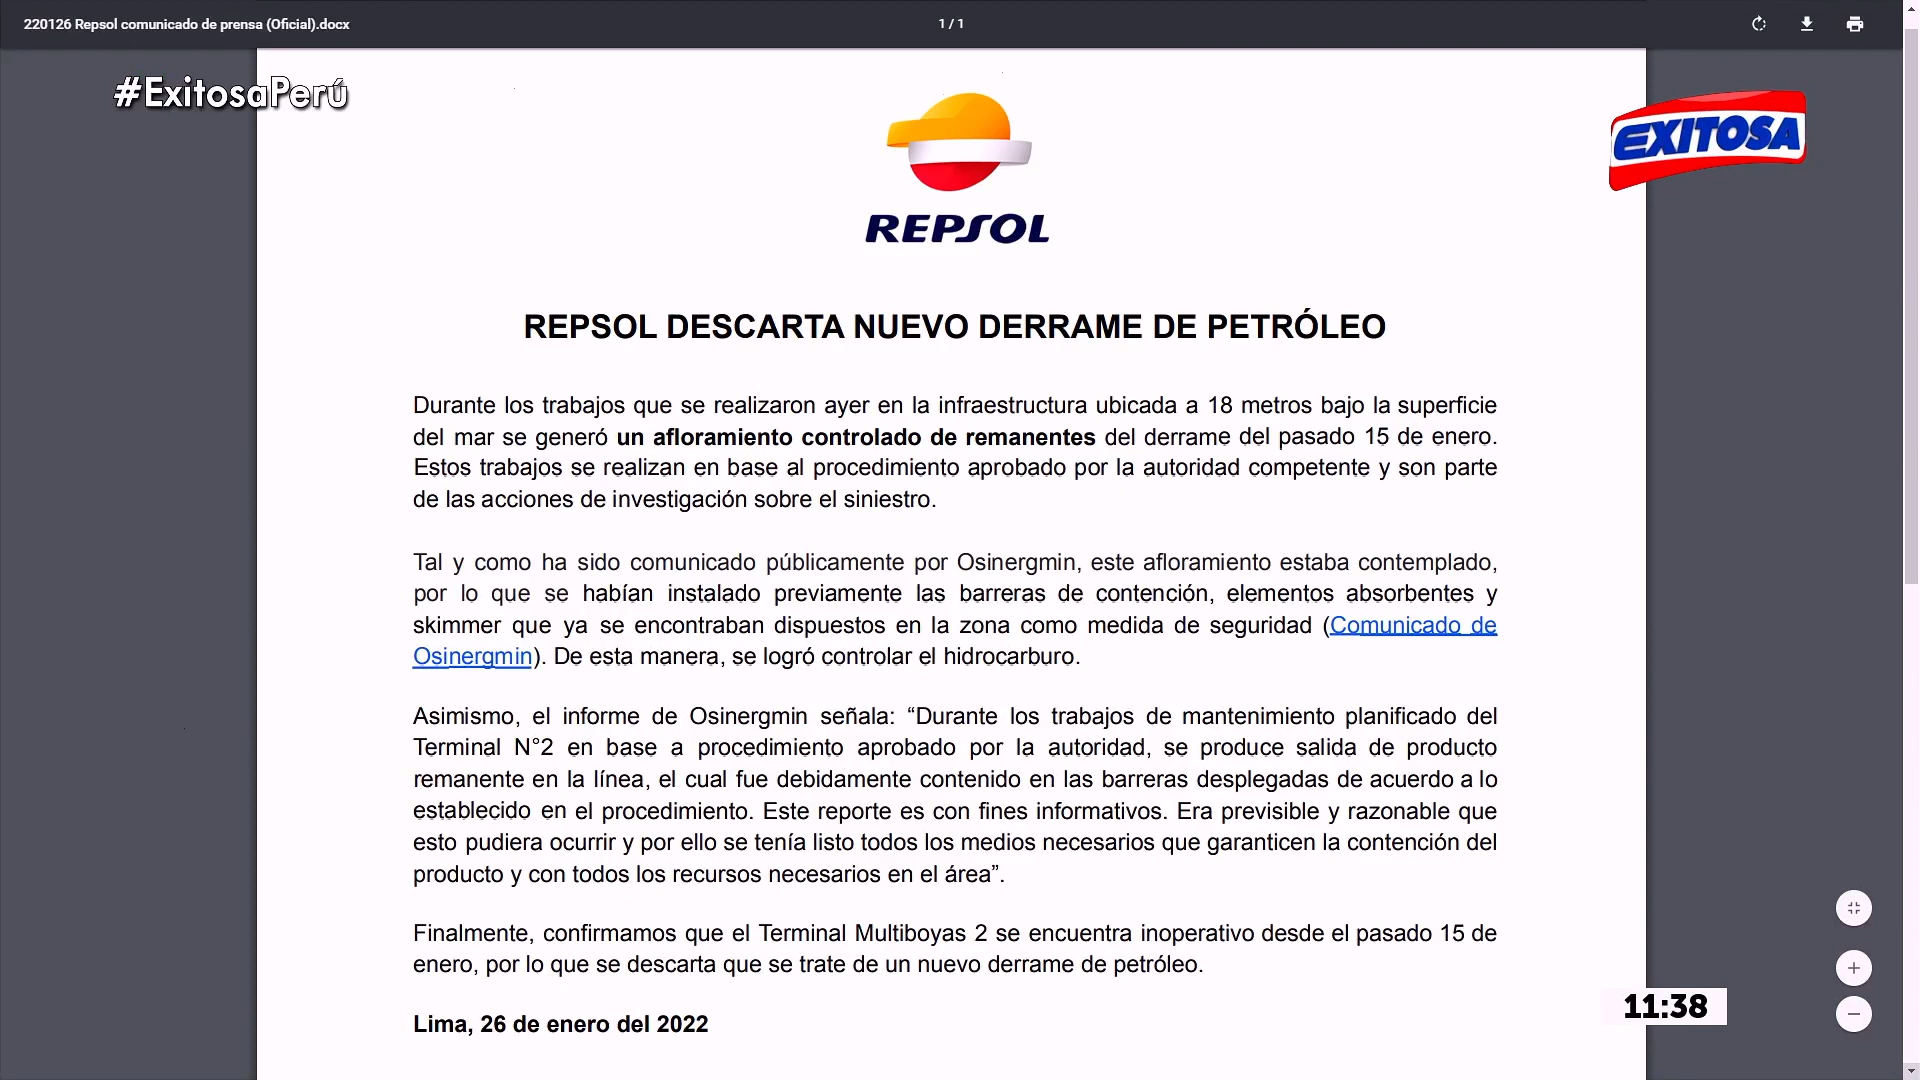 220126 Repsol comunicado de prensa (Oficial).docx
1 / 1
#ExitosaPerú
EXITOSA
REPSOL
REPSOL DESCARTA NUEVO DERRAME DE PETRÓLEO
Durante los trabajos que se realizaron ayer en la infraestructura ubicada a 18 metros bajo la superficie
del mar se generó un afloramiento controlado de remanentes del derrame del pasado 15 de enero.
Estos trabajos se realizan en base al procedimiento aprobado por la autoridad competente y son parte
de las acciones de investigación sobre el siniestro.
Tal y como ha sido comunicado públicamente por Osinergmin, este afloramiento estaba contemplado,
por lo que se habían instalado previamente las barreras de contención, elementos absorbentes y
skimmer que ya se encontraban dispuestos en la zona como medida de seguridad (Comunicado de
Osinergmin). De esta manera, se logró controlar el hidrocarburo.
Asimismo, el informe de Osinergmin señala: “Durante los trabajos de mantenimiento planificado del
Terminal N°2 en base a procedimiento aprobado por la autoridad, se produce salida de producto
remanente en la línea, el cual fue debidamente contenido en las barreras desplegadas de acuerdo a lo
establecido en el procedimiento. Este reporte es con fines informativos. Era previsible y razonable que
esto pudiera ocurrir y por ello se tenía listo todos los medios necesarios que garanticen la contención del
producto y con todos los recursos necesarios en el área”.
Finalmente, confirmamos que el Terminal Multiboyas 2 se encuentra inoperativo desde el pasado 15 de
enero, por lo que se descarta que se trate de un nuevo derrame de petróleo.
Lima, 26 de enero del 2022
11:38